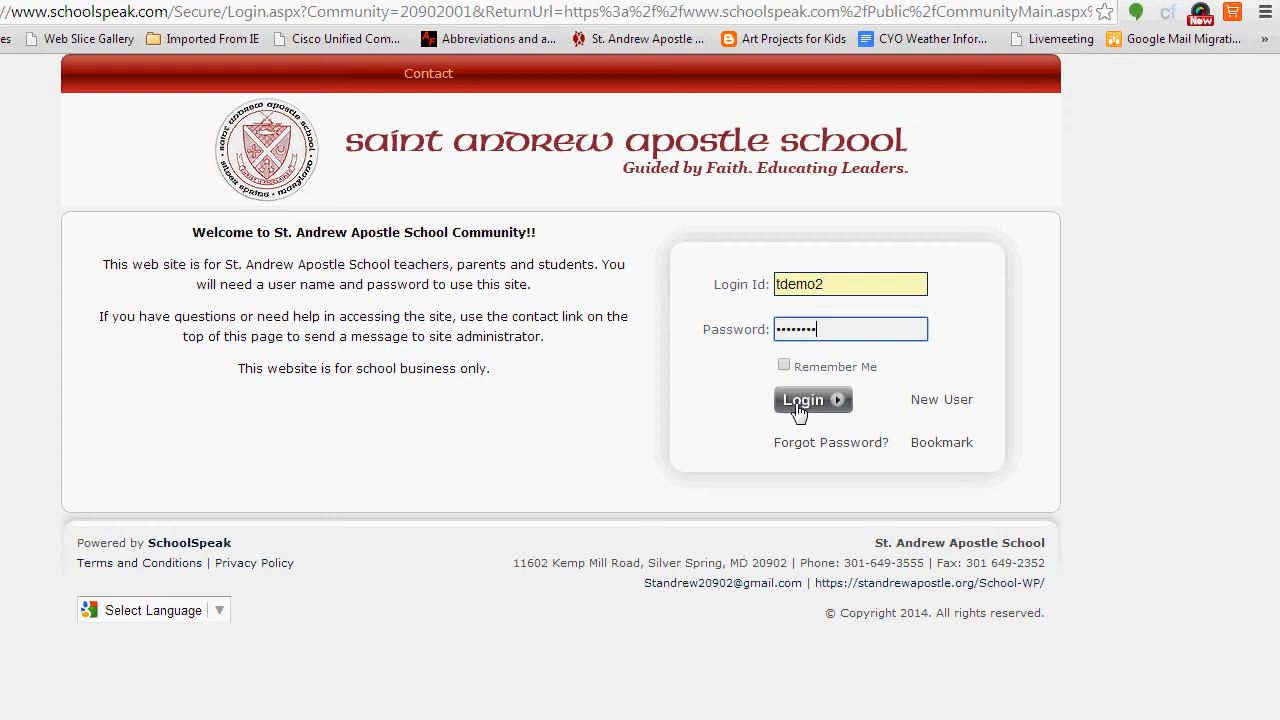 //www.schoolspeak.com/Secure/Login.aspx?Community=20902001&ReturnUrl=https%3a%2f%2fwww.schoolspeak.com%2fPublic%2fCommunityMain.aspx%
New
es Web Slice Gallery Imported From IE Cisco Unified Com... Abbreviations and a... St. Andrew Apostle... Art Projects for Kids CYO Weather Infor... Livemeeting Google Mail Migrati... »
Contact
saint andrew apostle school
Guided by Faith. Educating Leaders.
Welcome to St. Andrew Apostle School Community!!
This web site is for St. Andrew Apostle School teachers, parents and students. You
will need a user name and password to use this site.
If you have questions or need help in accessing the site, use the contact link on the
top of this page to send a message to site administrator.
This website is for school business only.
Login Id: tdemo2
Password: ••••••••
Remember Me
Login New User
Forgot Password? Bookmark
Powered by SchoolSpeak
Terms and Conditions | Privacy Policy
Select Language ▼
St. Andrew Apostle School
11602 Kemp Mill Road, Silver Spring, MD 20902 | Phone: 301-649-3555 | Fax: 301 649-2352
Standrew20902@gmail.com | https://standrewapostle.org/School-WP/
© Copyright 2014. All rights reserved.